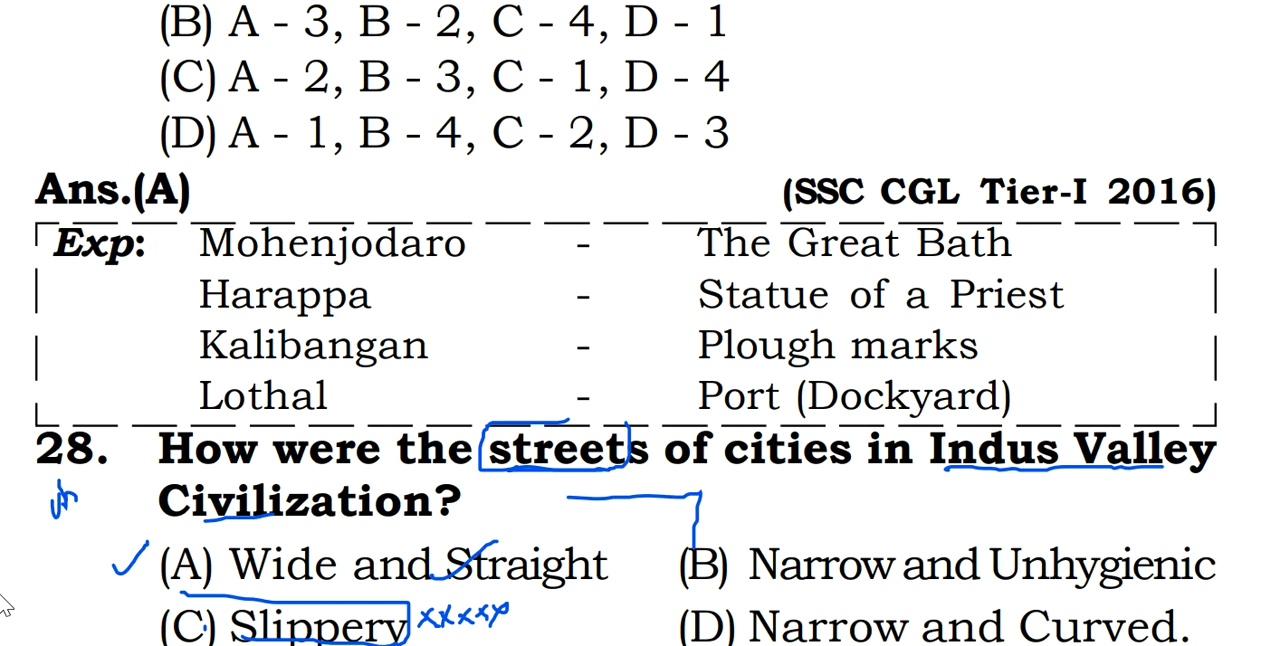 (B) A - 3, B - 2, C - 4, D - 1
(C) A - 2, B - 3, C - 1, D - 4
(D) A - 1, B - 4, C - 2, D - 3
Ans.(A) (SSC CGL Tier-I 2016)
Exp: Mohenjodaro - The Great Bath
Harappa - Statue of a Priest
Kalibangan - Plough marks
Lothal - Port (Dockyard)
28. How were the streets of cities in Indus Valley
Civilization?
(A) Wide and Straight (B) Narrow and Unhygienic
(C) Slippery xxxxx (D) Narrow and Curved.